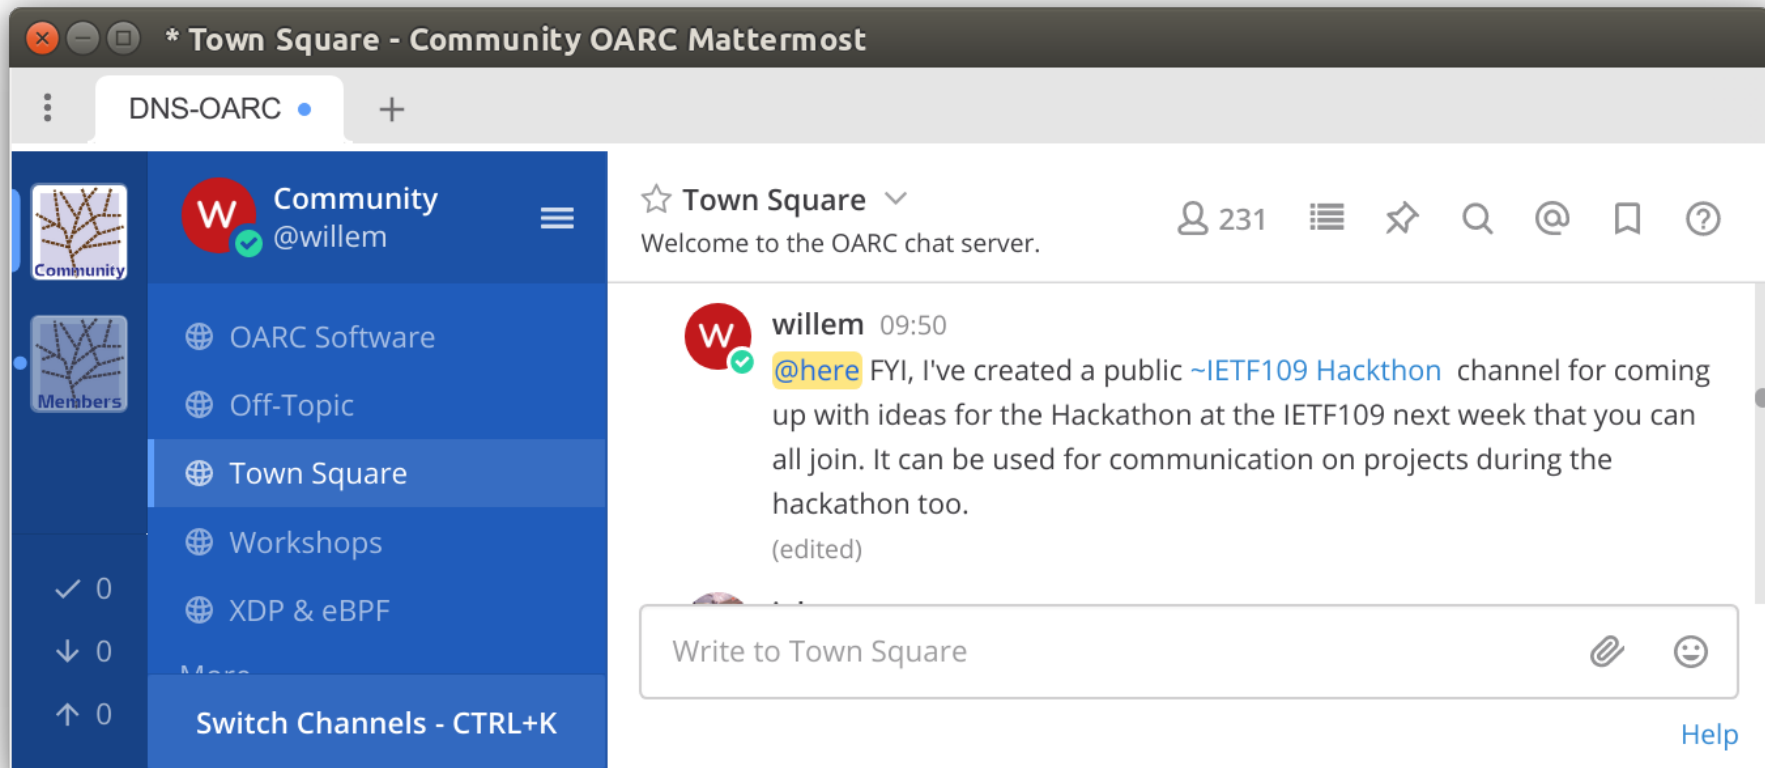 * Town Square - Community OARC Mattermost
DNS-OARC
Community
Members
0
0
0
W
Community
@willem
OARC Software
Off-Topic
Town Square
Workshops
XDP & eBPF
More
Switch Channels - CTRL+K
Town Square
Welcome to the OARC chat server.
231
W
willem 09:50
@here FYI, I've created a public ~IETF109 Hackthon channel for coming
up with ideas for the Hackathon at the IETF109 next week that you can
all join. It can be used for communication on projects during the
hackathon too.
(edited)
Write to Town Square
Help